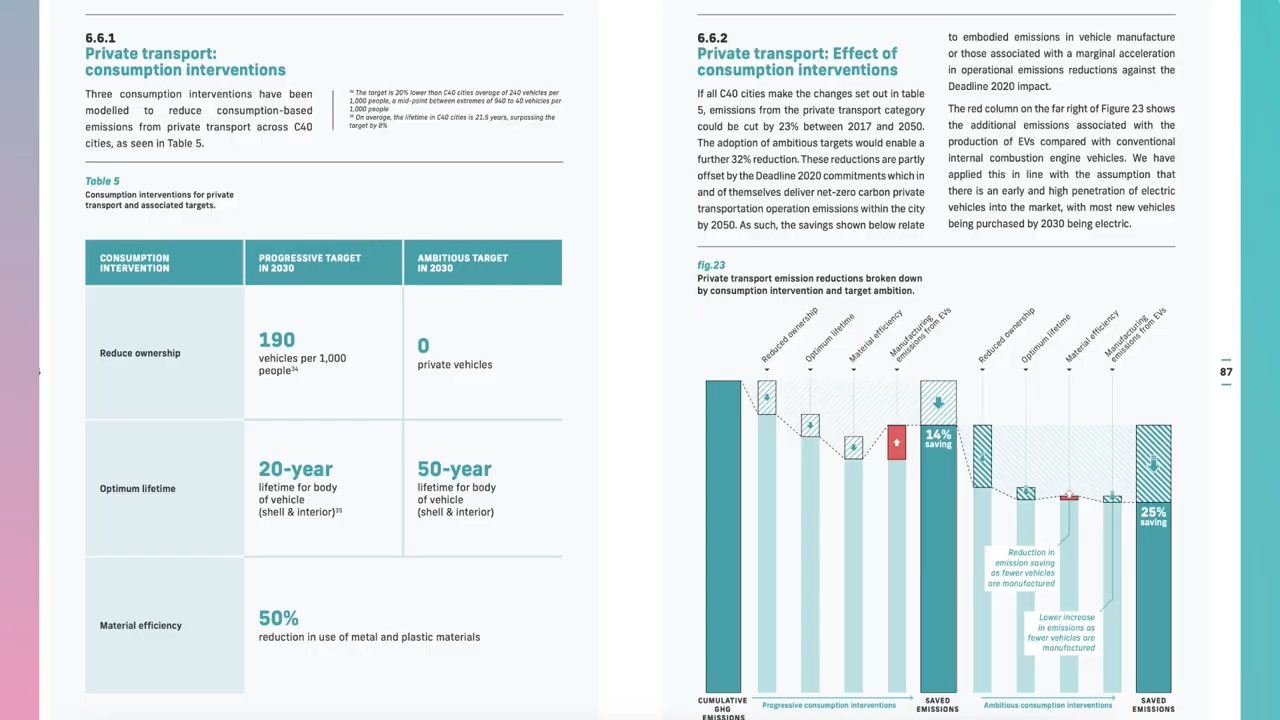 6.6.1
Private transport:
consumption interventions
Three consumption interventions have been
modelled to reduce consumption-based
emissions from private transport across C40
cities, as seen in Table 5.
34 The target is 20% lower than C40 cities average of 240 vehicles per
1,000 people, a mid-point between extremes of 940 to 40 vehicles per
1,000 people
35 On average, the lifetime in C40 cities is 21.5 years, surpassing the
target by 8%
Table 5
Consumption interventions for private
transport and associated targets.
CONSUMPTION
INTERVENTION
PROGRESSIVE TARGET
IN 2030
AMBITIOUS TARGET
IN 2030
Reduce ownership
190
vehicles per 1,000
people34
0
private vehicles
Optimum lifetime
20-year
lifetime for body
of vehicle
(shell & interior)35
50-year
lifetime for body
of vehicle
(shell & interior)
Material efficiency
50%
reduction in use of metal and plastic materials
6.6.2
Private transport: Effect of
consumption interventions
If all C40 cities make the changes set out in table
5, emissions from the private transport category
could be cut by 23% between 2017 and 2050.
The adoption of ambitious targets would enable a
further 32% reduction. These reductions are partly
offset by the Deadline 2020 commitments which in
and of themselves deliver net-zero carbon private
transportation operation emissions within the city
by 2050. As such, the savings shown below relate
to embodied emissions in vehicle manufacture
or those associated with a marginal acceleration
in operational emissions reductions against the
Deadline 2020 impact.
The red column on the far right of Figure 23 shows
the additional emissions associated with the
production of EVs compared with conventional
internal combustion engine vehicles. We have
applied this in line with the assumption that
there is an early and high penetration of electric
vehicles into the market, with most new vehicles
being purchased by 2030 being electric.
fig.23
Private transport emission reductions broken down
by consumption intervention and target ambition.
Reduced ownership
Optimum lifetime
Material efficiency
Manufacturing
emissions from EVs
Reduced ownership
Optimum lifetime
Material efficiency
Manufacturing
emissions from EVs
87
14%
saving
25%
saving
Reduction in
emission saving
as fewer vehicles
are manufactured
Lower increase
in emissions as
fewer vehicles are
manufactured
CUMULATIVE
GHG
EMISSIONS
Progressive consumption interventions
SAVED
EMISSIONS
Ambitious consumption interventions
SAVED
EMISSIONS